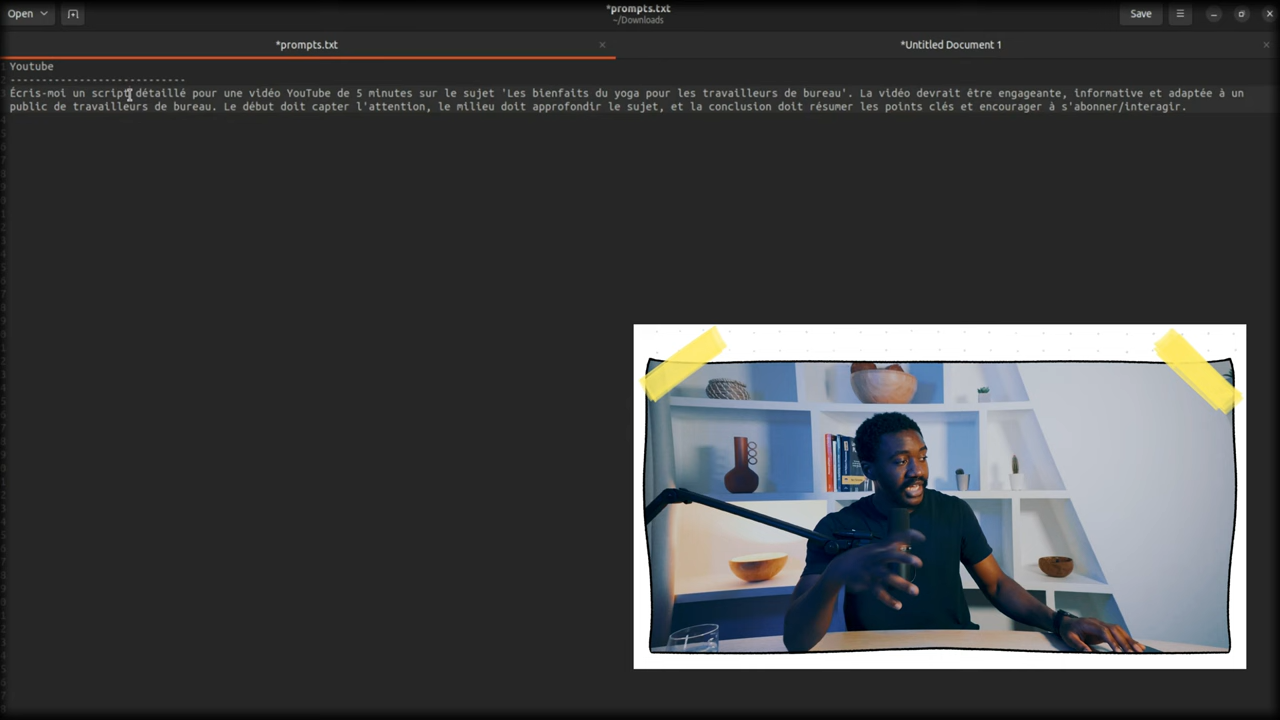 Open
*prompts.txt
~/Downloads
Save
*prompts.txt
*Untitled Document 1
Youtube
----------------------------
Écris-moi un script détaillé pour une vidéo YouTube de 5 minutes sur le sujet 'Les bienfaits du yoga pour les travailleurs de bureau'. La vidéo devrait être engageante, informative et adaptée à un
public de travailleurs de bureau. Le début doit capter l'attention, le milieu doit approfondir le sujet, et la conclusion doit résumer les points clés et encourager à s'abonner/interagir.